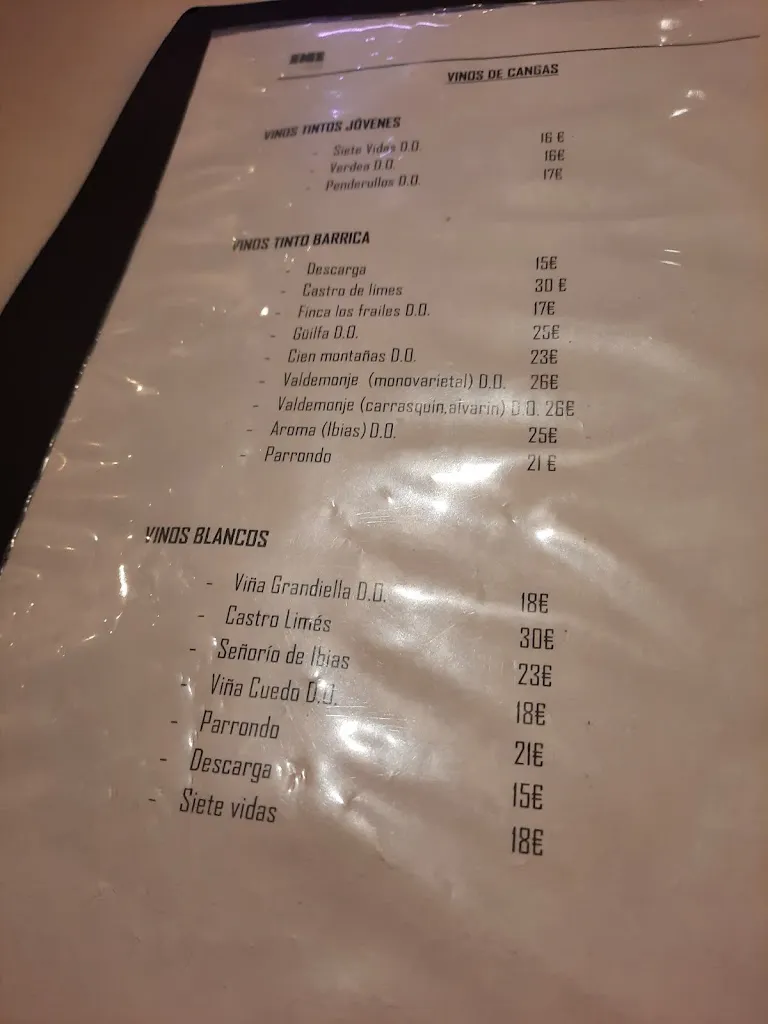 VINOS DE CANGAS
VINOS TINTOS JÓVENES
- Siete Vidas D.O. 16 €
- Verdea D.O. 16€
- Penderullos D.O. 17€
VINOS TINTO BARRICA
- Descarga 15€
- Castro de limes 30 €
- Finca los frailes D.O. 17€
- Güilfa D.O. 25€
- Cien montañas D.O. 23€
- Valdemonje (monovarietal) D.O. 26€
- Valdemonje (carrasquin,alvarin) D.O. 26€
- Aroma (Ibias) D.O. 25€
- Parrondo 21 €
VINOS BLANCOS
- Viña Grandiella D.O. 18€
- Castro Limés 30€
- Señorío de Ibias 23€
- Viña Cuedo D.O. 18€
- Parrondo 21€
- Descarga 15€
- Siete vidas 18€